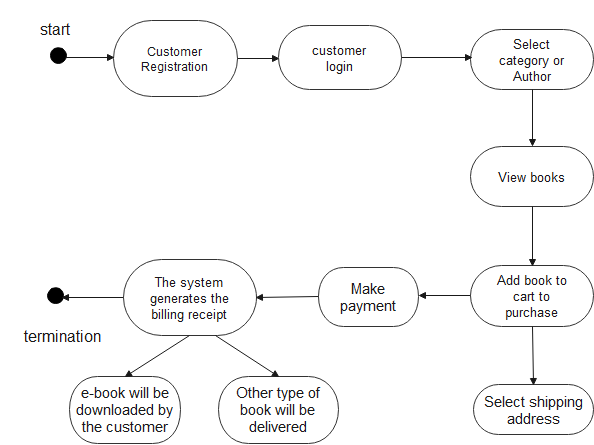 start
Customer
Registration
customer
login
Select
category or
Author
View books
Add book to
cart to
purchase
Make
payment
The system
generates the
billing receipt
termination
e-book will be
downloaded by
the customer
Other type of
book will be
delivered
Select shipping
address